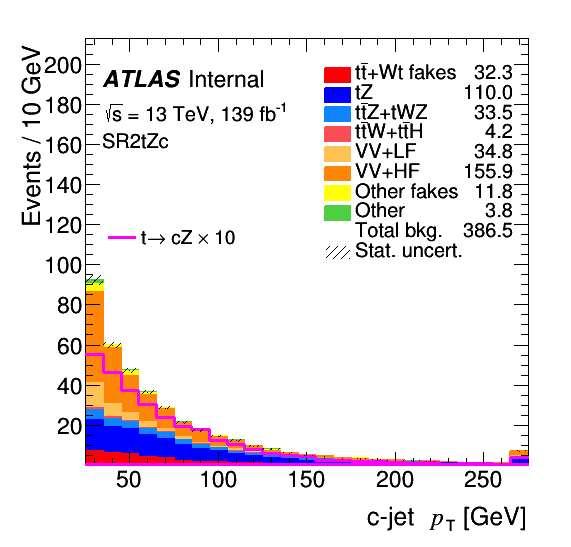 Events / 10 GeV
200
180
160
140
120
100
80
60
40
20
ATLAS Internal
√s = 13 TeV, 139 fb⁻¹
SR2tZc
t→ cZ × 10
tt̄+Wt fakes 32.3
tZ 110.0
tt̄Z+tWZ 33.5
tt̄W+tt̄H 4.2
VV+LF 34.8
VV+HF 155.9
Other fakes 11.8
Other 3.8
Total bkg. 386.5
Stat. uncert.
50 100 150 200 250
c-jet p_T [GeV]